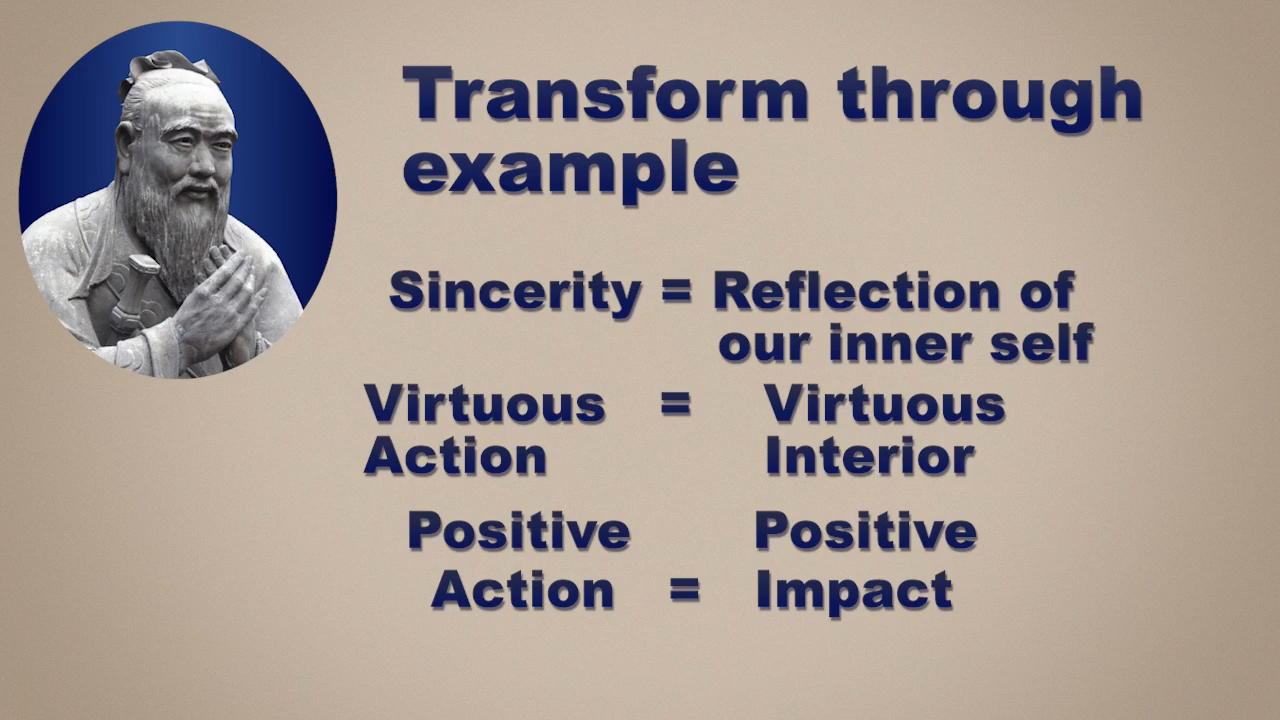 Transform through
example
Sincerity = Reflection of
our inner self
Virtuous = Virtuous
Action Interior
Positive Positive
Action = Impact